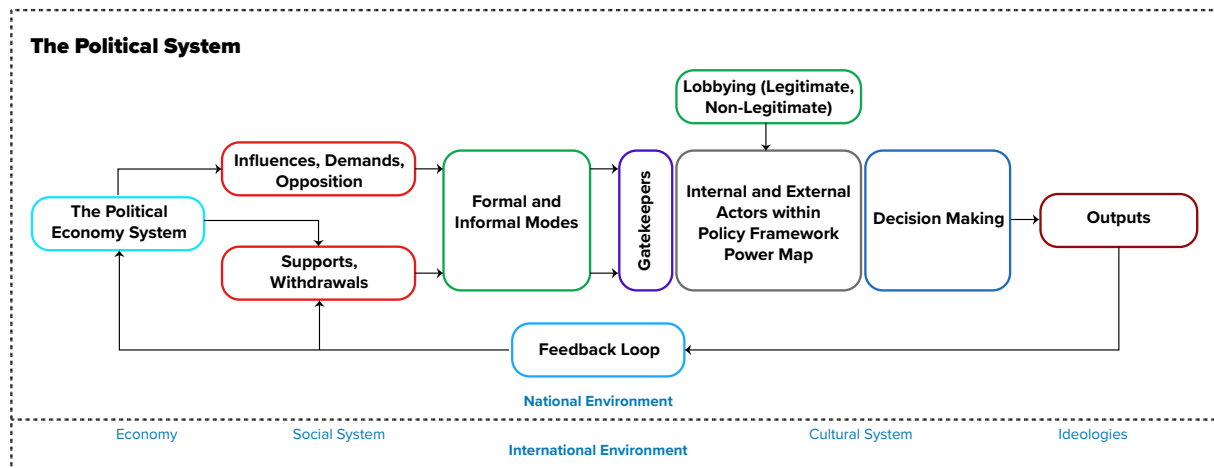 The Political System
Lobbying (Legitimate,
Non-Legitimate)
Influences, Demands,
Opposition
The Political
Economy System
Supports,
Withdrawals
Formal and
Informal Modes
Gatekeepers
Internal and External
Actors within
Policy Framework
Power Map
Decision Making
Outputs
Feedback Loop
National Environment
Economy
Social System
International Environment
Cultural System
Ideologies